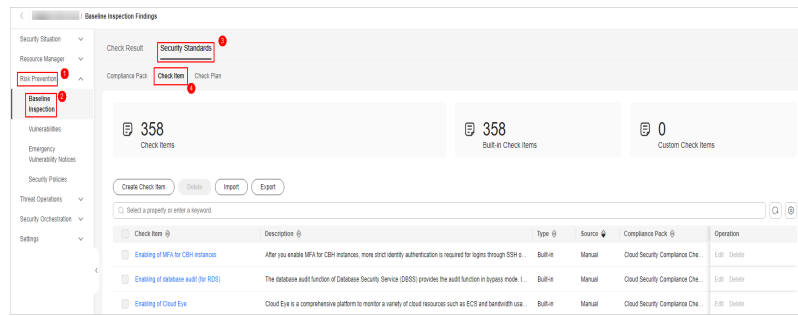 / Baseline Inspection Findings
Security Situation
Resource Manager
Risk Prevention
1
Baseline
Inspection
2
Vulnerabilities
Emergency
Vulnerability Notices
Security Policies
Threat Operations
Security Orchestration
Settings
Check Result Security Standards
3
Compliance Pack Check Item Check Plan
4
358
Check Items
358
Built-in Check Items
0
Custom Check Items
Create Check Item Delete Import Export
Select a property or enter a keyword.
Check Item Description Type Source Compliance Pack Operation
Enabling of MFA for CBH instances After you enable MFA for CBH instances, more strict identity authentication is required for logins through SSH o... Built-in Manual Cloud Security Compliance Che... Edit Delete
Enabling of database audit (for RDS) The database audit function of Database Security Service (DBSS) provides the audit function in bypass mode. I... Built-in Manual Cloud Security Compliance Che... Edit Delete
Enabling of Cloud Eye Cloud Eye is a comprehensive platform to monitor a variety of cloud resources such as ECS and bandwidth usa... Built-in Manual Cloud Security Compliance Che... Edit Delete